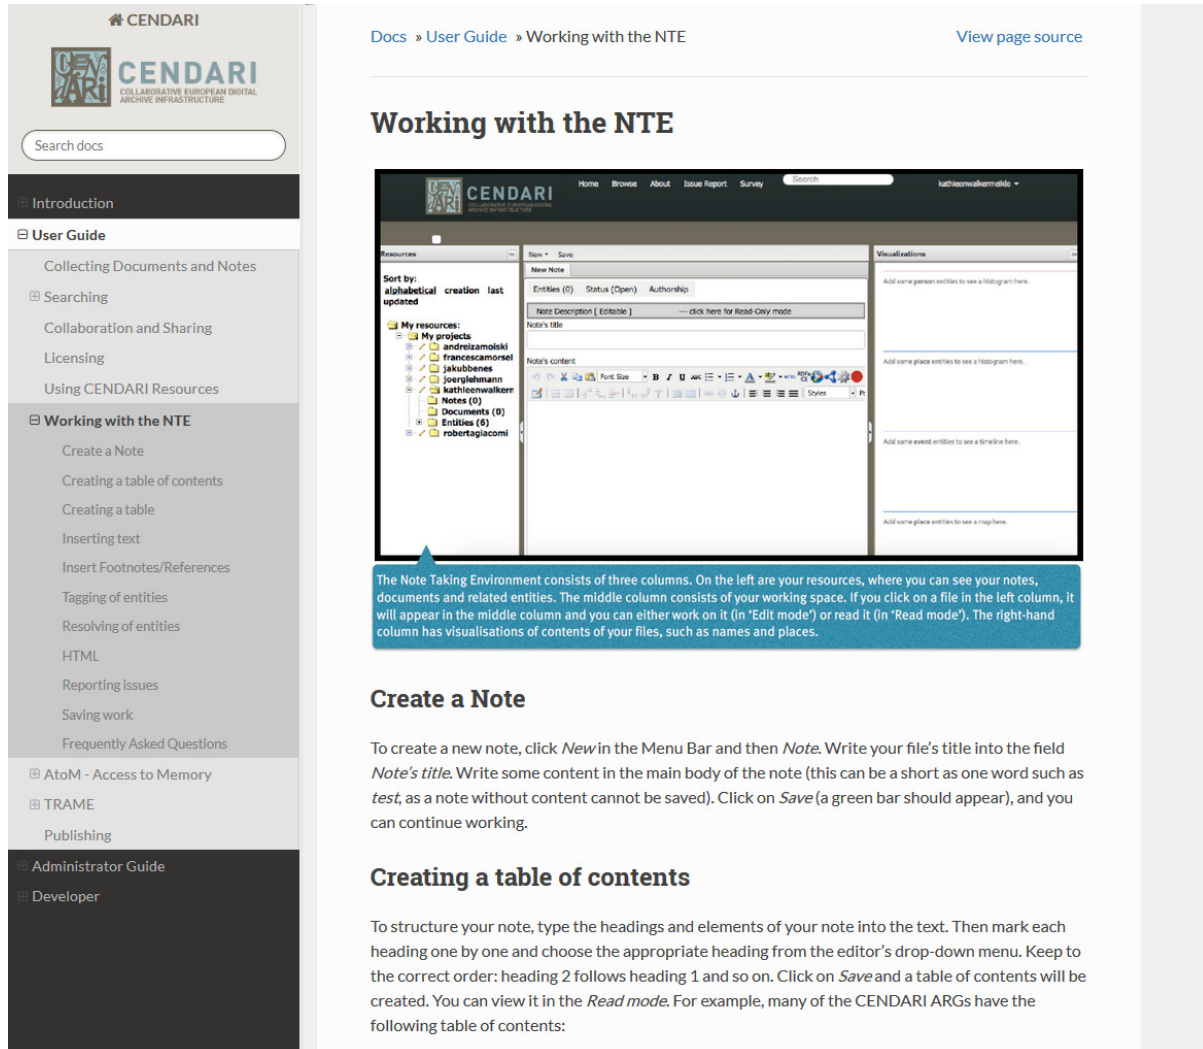 CENDARI
CENDARI
COLLABORATIVE EUROPEAN DIGITAL
ARCHIVE INFRASTRUCTURE
Search docs
Introduction
User Guide
Collecting Documents and Notes
Searching
Collaboration and Sharing
Licensing
Using CENDARI Resources
Working with the NTE
Create a Note
Creating a table of contents
Creating a table
Inserting text
Insert Footnotes/References
Tagging of entities
Resolving of entities
HTML
Reporting issues
Saving work
Frequently Asked Questions
AtoM - Access to Memory
TRAME
Publishing
Administrator Guide
Developer
Docs » User Guide » Working with the NTE
View page source
Working with the NTE
CENDARI
COLLABORATIVE EUROPEAN DIGITAL
ARCHIVE INFRASTRUCTURE
Home Browse About Issue Report Survey
Search
Resources
Sort by:
alphabetical creation last
updated
My resources:
My projects
andreizamoiski
francescamorsel
jakubbenes
joerglehmann
kathleenwalkern
Notes (0)
Documents (0)
Entities (6)
robertagiacomi
New Save
New Note
Entities (0) Status (Open) Authorship
Note Description [ Editable ] --- click here for Read-Only mode
Note's title
Note's content
Font Size
Styles
Visualizations
Add some person entities to see a histogram here.
Add some place entities to see a histogram here.
Add some event entities to see a timeline here.
Add some place entities to see a map here.
The Note Taking Environment consists of three columns. On the left are your resources, where you can see your notes,
documents and related entities. The middle column consists of your working space. If you click on a file in the left column, it
will appear in the middle column and you can either work on it (in 'Edit mode') or read it (in 'Read mode'). The right-hand
column has visualisations of contents of your files, such as names and places.
Create a Note
To create a new note, click New in the Menu Bar and then Note. Write your file's title into the field
Note's title. Write some content in the main body of the note (this can be a short as one word such as
test, as a note without content cannot be saved). Click on Save (a green bar should appear), and you
can continue working.
Creating a table of contents
To structure your note, type the headings and elements of your note into the text. Then mark each
heading one by one and choose the appropriate heading from the editor's drop-down menu. Keep to
the correct order: heading 2 follows heading 1 and so on. Click on Save and a table of contents will be
created. You can view it in the Read mode. For example, many of the CENDARI ARGs have the
following table of contents: